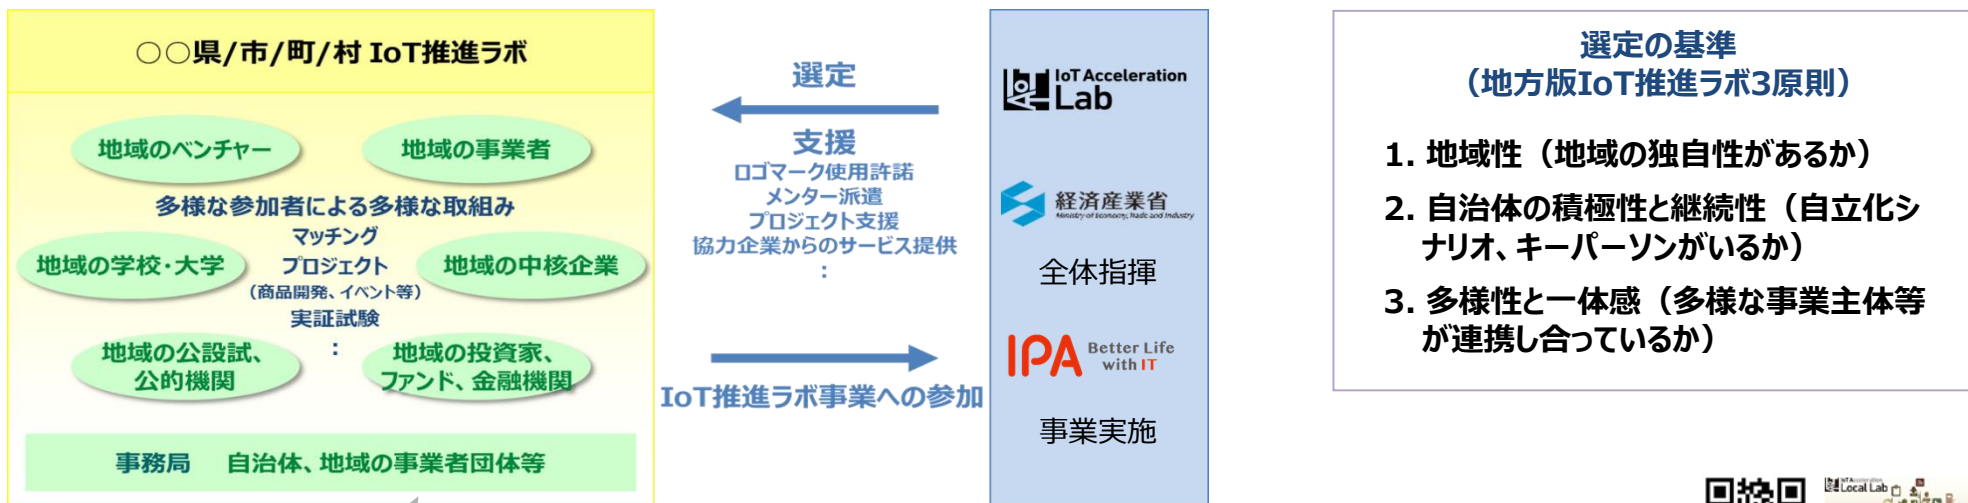 ○○県/市/町/村 IoT推進ラボ
地域のベンチャー
地域の事業者
多様な参加者による多様な取組み
マッチング
地域の学校・大学
プロジェクト
地域の中核企業
(商品開発、イベント等)
実証試験
:
地域の公設試、
公的機関
地域の投資家、
ファンド、金融機関
事務局 自治体、地域の事業者団体等
選定
支援
ロゴマーク使用許諾
メンター派遣
プロジェクト支援
協力企業からのサービス提供
:
IoT推進ラボ事業への参加
IoT Acceleration
Lab
経済産業省
Ministry of Economy, Trade and Industry
全体指揮
IPA Better Life
with IT
事業実施
選定の基準
（地方版IoT推進ラボ3原則）
1. 地域性（地域の独自性があるか）
2. 自治体の積極性と継続性（自立化シ
ナリオ、キーパーソンがいるか）
3. 多様性と一体感（多様な事業主体等
が連携し合っているか）
Local Lab